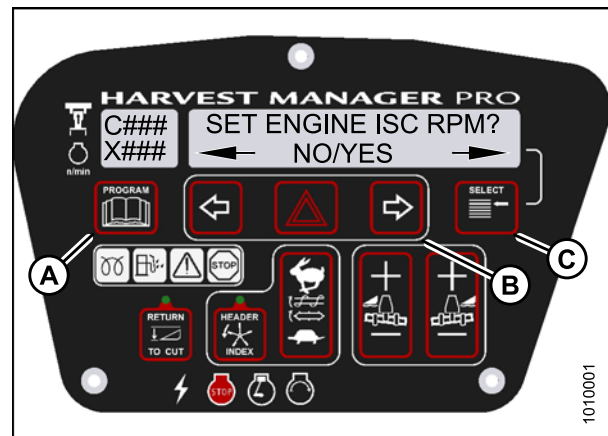 HARVEST MANAGER PRO
C###
X###
n/min
SET ENGINE ISC RPM?
NO/YES
PROGRAM
SELECT
A
B
C
STOP
RETURN
TO CUT
HEADER
INDEX
STOP
1010001